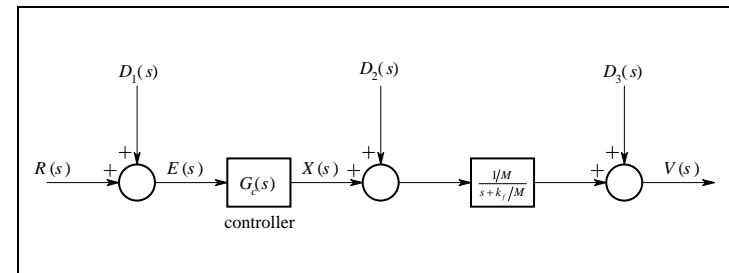 D₁(s)
D₂(s)
D₃(s)
+
+
+
+
+
+
R(s)
E(s)
G_c(s)
X(s)
1/M
s+k_f/M
V(s)
controller